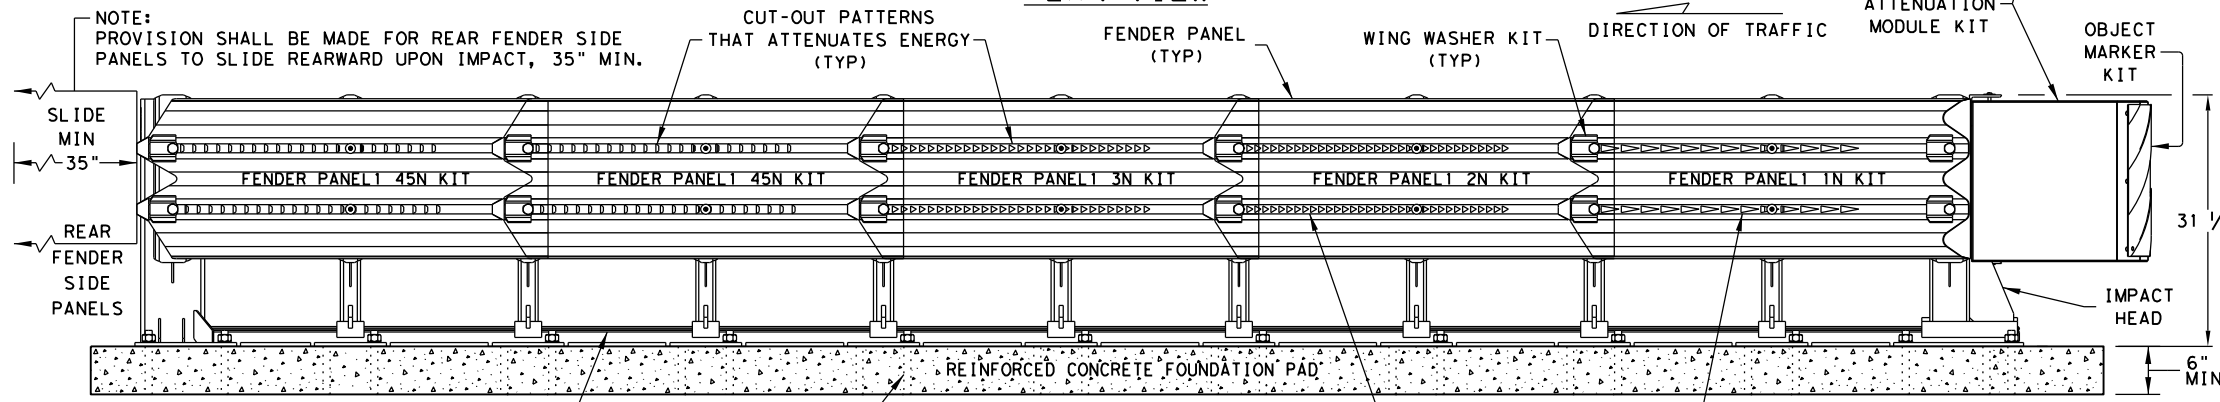 NOTE:
PROVISION SHALL BE MADE FOR REAR FENDER SIDE
PANELS TO SLIDE REARWARD UPON IMPACT, 35" MIN.
CUT-OUT PATTERNS
THAT ATTENUATES ENERGY
(TYP)
FENDER PANEL
(TYP)
WING WASHER KIT
(TYP)
DIRECTION OF TRAFFIC
ATTENUATION
MODULE KIT
OBJECT
MARKER
KIT
SLIDE
MIN
35"
FENDER PANEL1 45N KIT
FENDER PANEL1 45N KIT
FENDER PANEL1 3N KIT
FENDER PANEL1 2N KIT
FENDER PANEL1 1N KIT
REAR
FENDER
SIDE
PANELS
31
IMPACT
HEAD
REINFORCED CONCRETE FOUNDATION PAD
6"
MIN